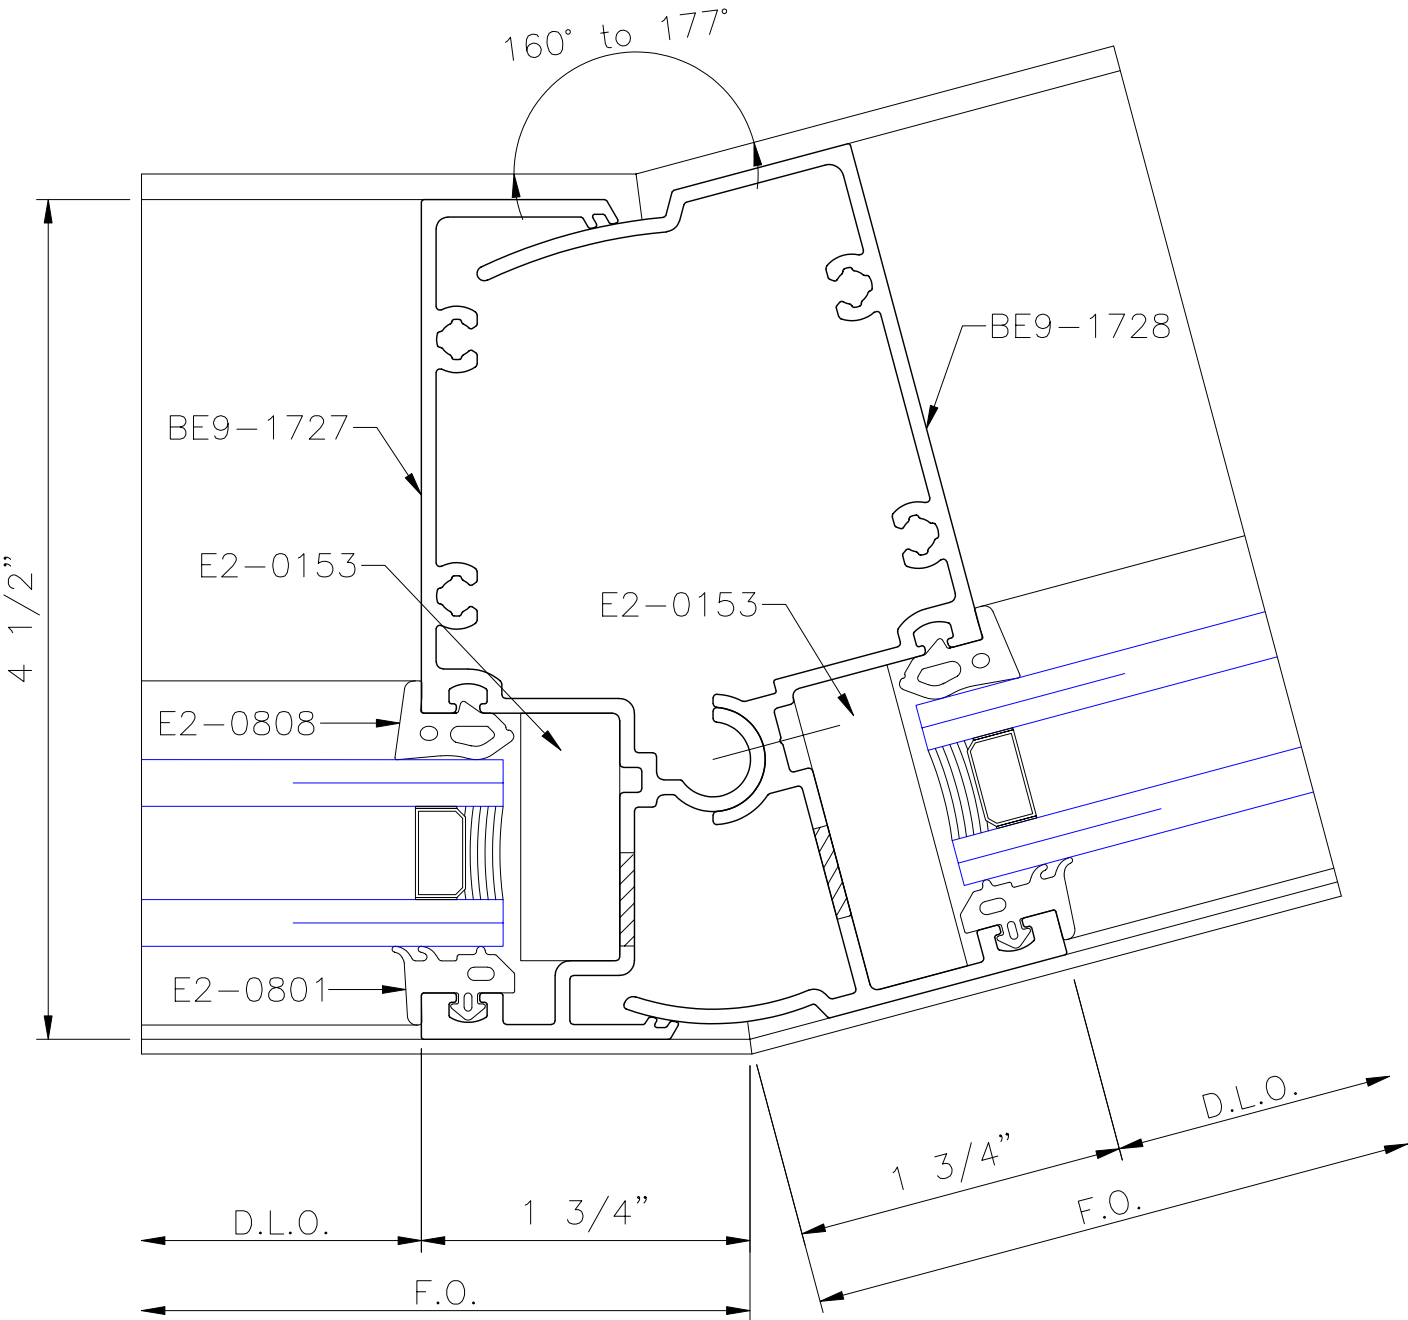 160° to 177°
BE9-1728
BE9-1727
E2-0153
E2-0153
4 1/2"
E2-0808
E2-0801
D.L.O.
1 3/4"
1 3/4"
D.L.O.
F.O.
F.O.